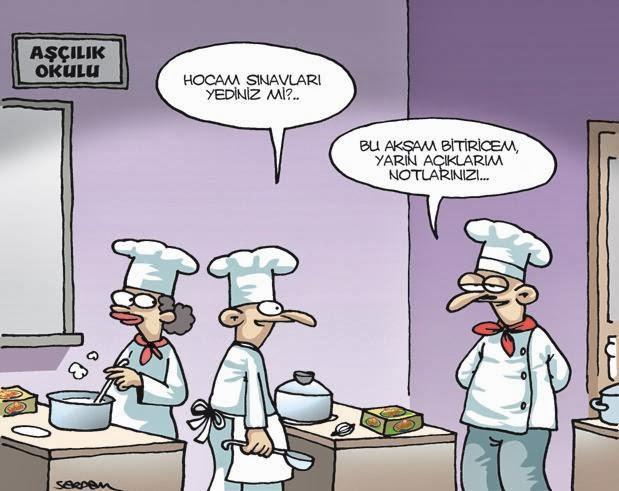 AŞÇILIK
OKULU
HOCAM SINAVLARI
YEDİNİZ Mİ?..
BU AKŞAM BİTİRİCEM,
YARIN AÇIKLARIM
NOTLARINIZI...
SERDAR